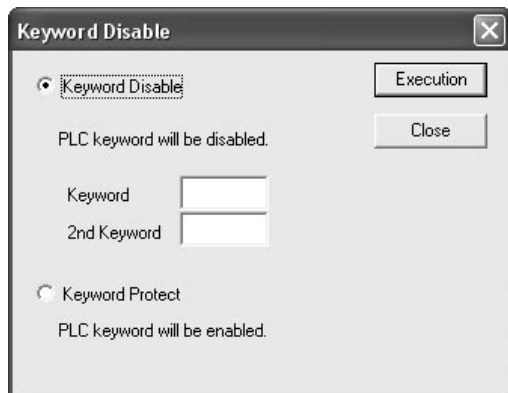 Keyword Disable
Keyword Disable
Execution
PLC keyword will be disabled.
Close
Keyword
2nd Keyword
Keyword Protect
PLC keyword will be enabled.